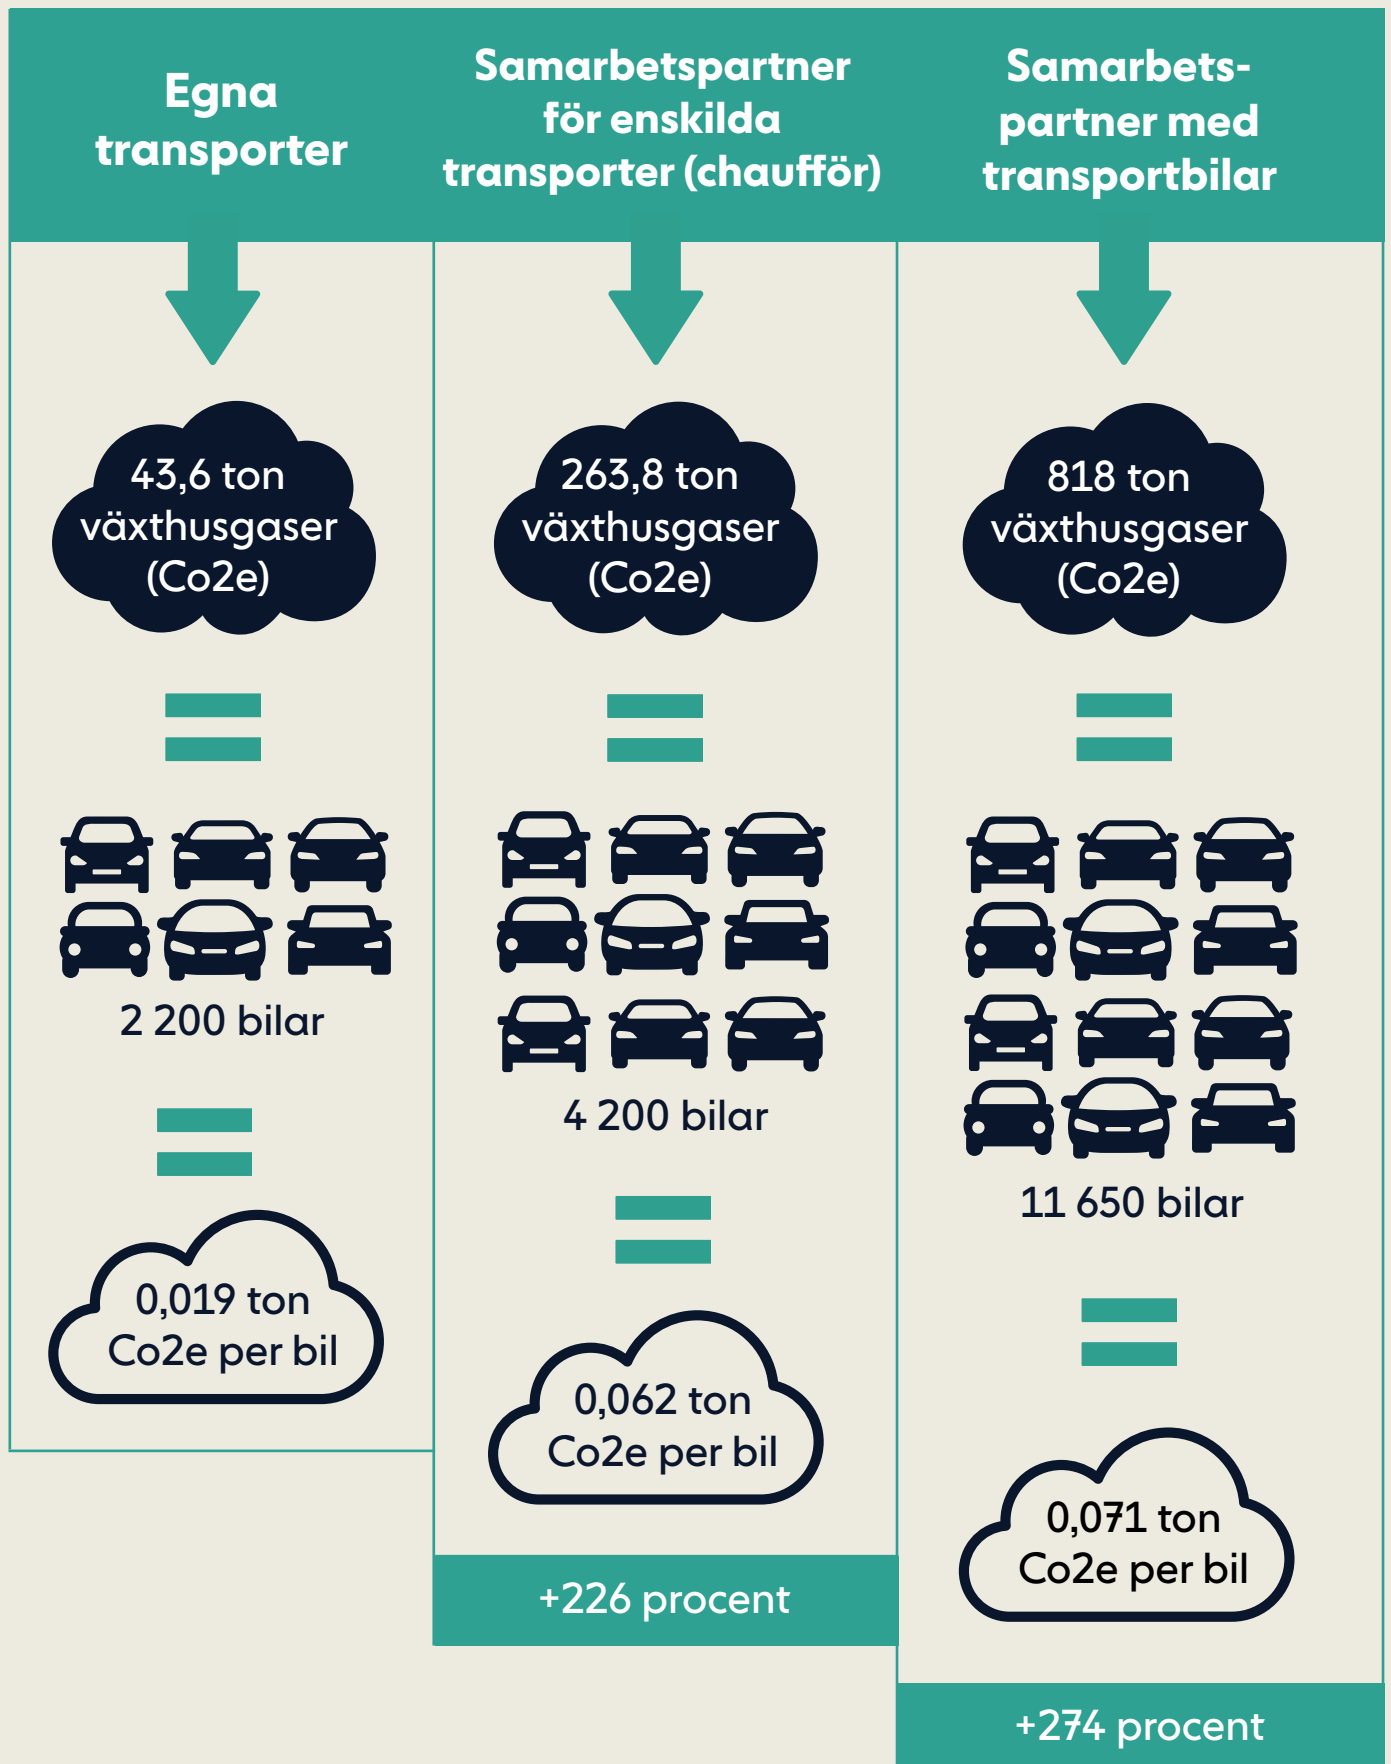 Egna
transporter
Samarbetspartner
för enskilda
transporter (chaufför)
Samarbets-
partner med
transportbilar
43,6 ton
växthusgaser
(Co2e)
2 200 bilar
0,019 ton
Co2e per bil
263,8 ton
växthusgaser
(Co2e)
4 200 bilar
0,062 ton
Co2e per bil
+226 procent
818 ton
växthusgaser
(Co2e)
11 650 bilar
0,071 ton
Co2e per bil
+274 procent